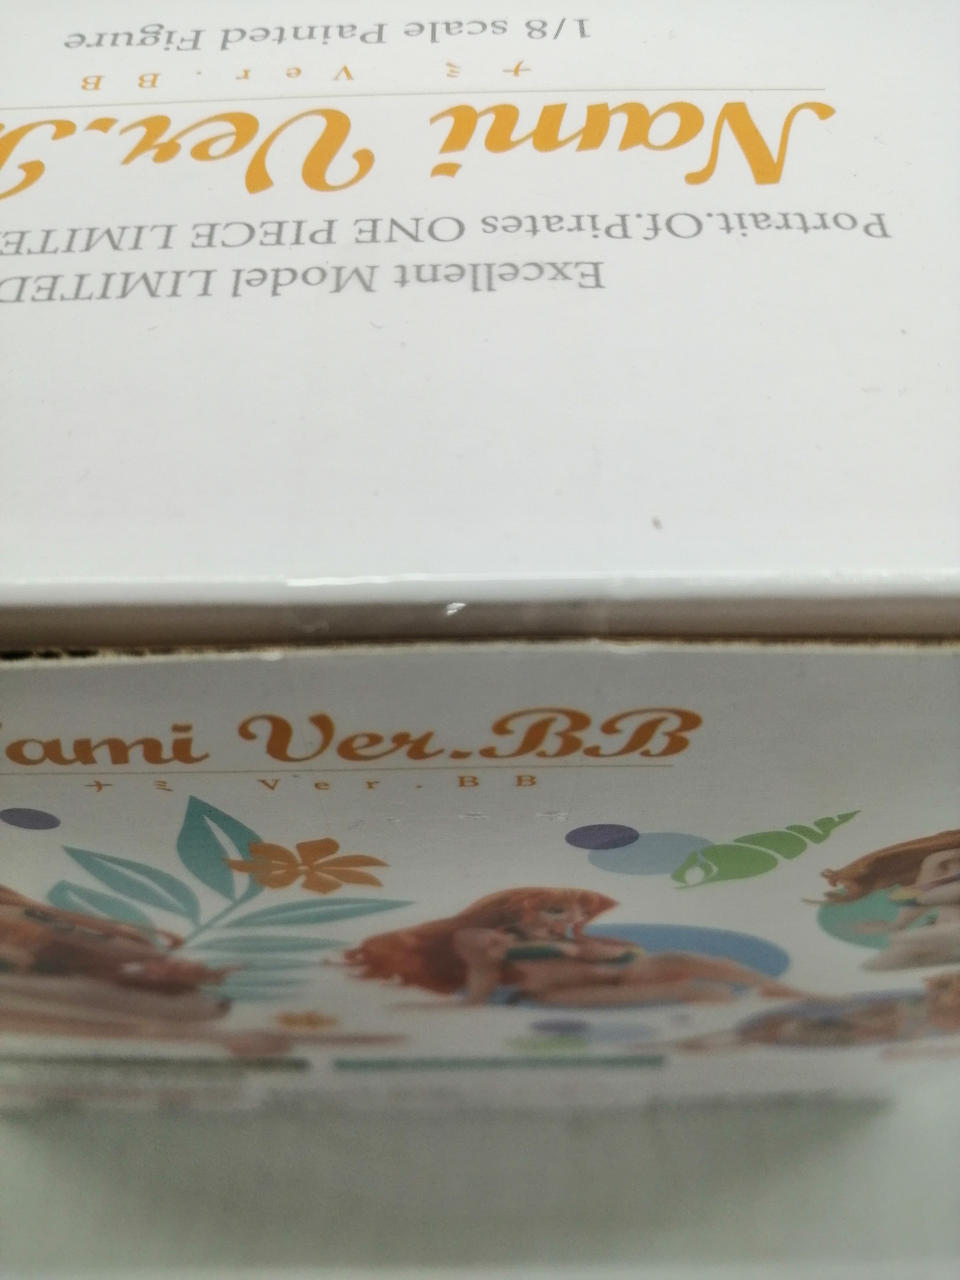 Excellent Model LIMITED
Portrait.Of.Pirates ONE PIECE LIMITE
Nami Ver.
ナミ Ver.BB
1/8 scale Painted Figure
ami Ver.BB
ナミ Ver.BB